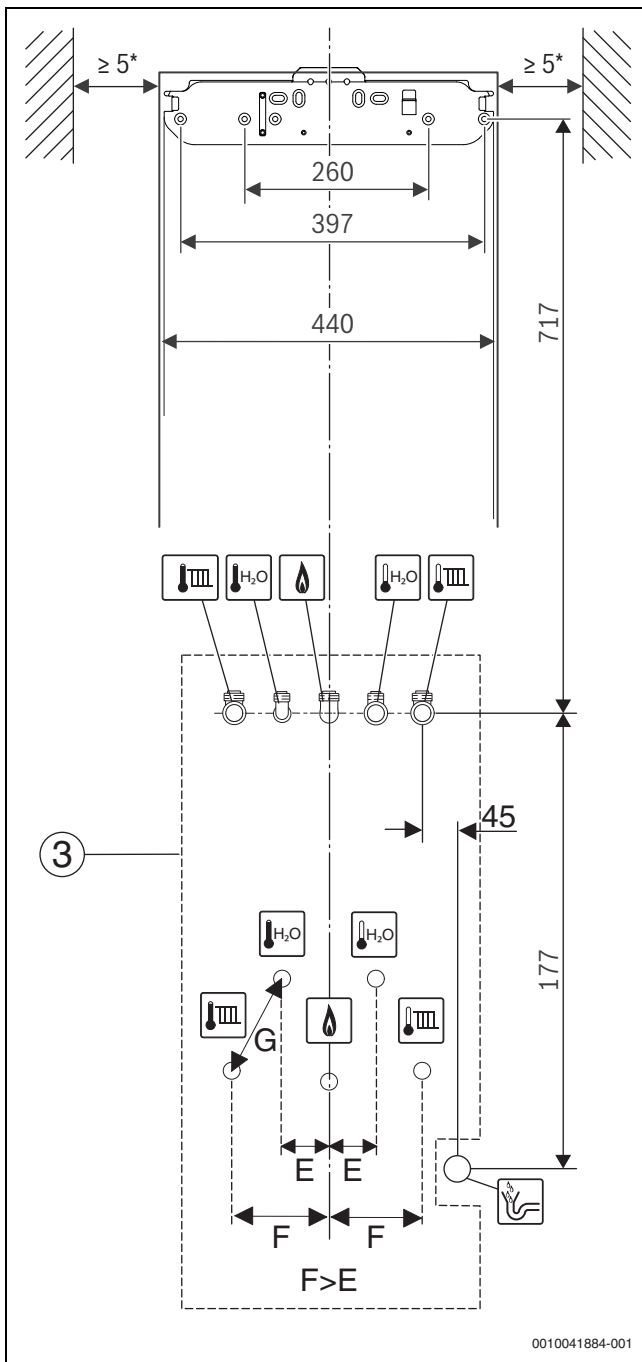 ≥ 5*
≥ 5*
260
397
440
717
H₂O
H₂O
3
45
177
H₂O
H₂O
G
E
E
F
F
F>E
0010041884-001